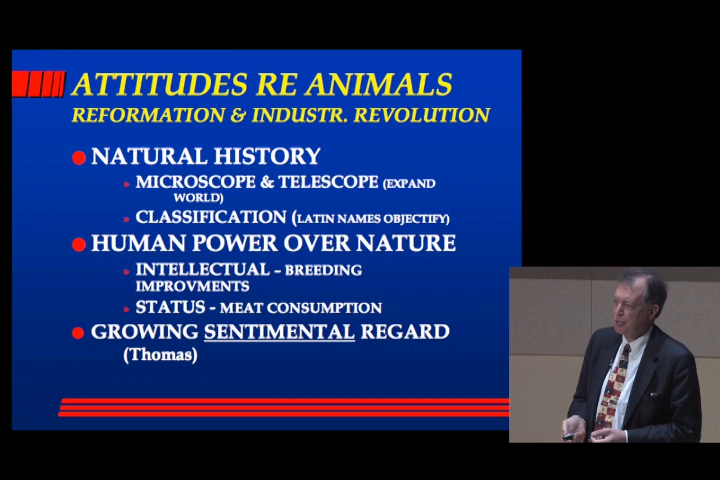 ATTITUDES RE ANIMALS
REFORMATION & INDUSTR. REVOLUTION
NATURAL HISTORY
MICROSCOPE & TELESCOPE (EXPAND
WORLD)
CLASSIFICATION (LATIN NAMES OBJECTIFY)
HUMAN POWER OVER NATURE
INTELLECTUAL – BREEDING
IMPROVMENTS
STATUS - MEAT CONSUMPTION
GROWING SENTIMENTAL REGARD
(Thomas)